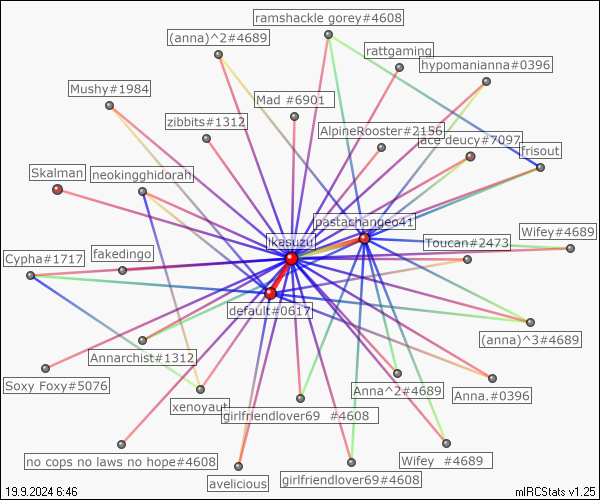 ramshackle gorey#4608
(anna)^2#4689
rattgaming
hypomanianna#0396
Mushy#1984
Mad #6901
zibbits#1312
AlpineRooster#2156
ace deucy#7097
frisout
Skalman
neokingghidorah
pastachangeo41
Wifey#4689
ikasuzu
Toucan#2473
fakedingo
Cypha#1717
default#0617
(anna)^3#4689
Annarchist#1312
Soxy Foxy#5076
Anna^2#4689
Anna.#0396
xenoyaut
girlfriendlover69 #4608
no cops no laws no hope#4608
Wifey #4689
girlfriendlover69#4608
avelicious
19.9.2024 6:46
mIRCStats v1.25